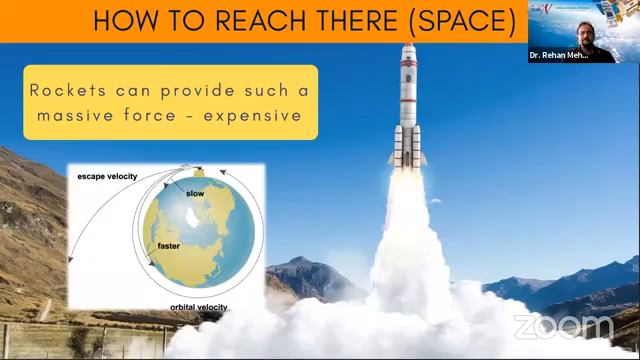 HOW TO REACH THERE (SPACE)
Dr. Rehan Meh...
Rockets can provide such a
massive force - expensive
escape velocity
slow
faster
orbital velocity
zoom